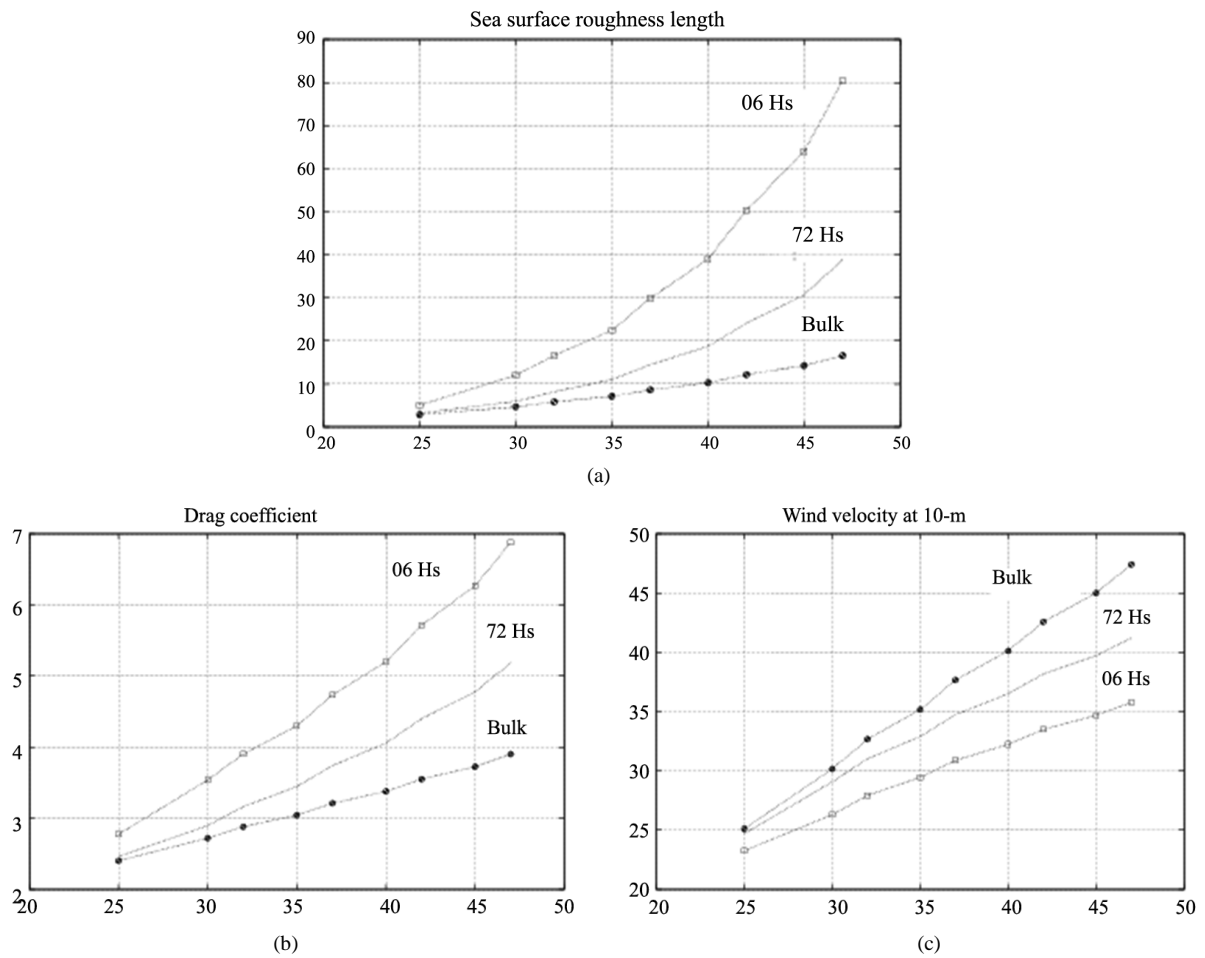 Sea surface roughness length
90
80
70
60
50
40
30
20
10
0
06 Hs
72 Hs
Bulk
20 25 30 35 40 45 50
(a)
Drag coefficient
7
6
5
4
3
2
06 Hs
72 Hs
Bulk
20 25 30 35 40 45 50
(b)
Wind velocity at 10-m
50
45
40
35
30
25
20
Bulk
72 Hs
06 Hs
20 25 30 35 40 45 50
(c)